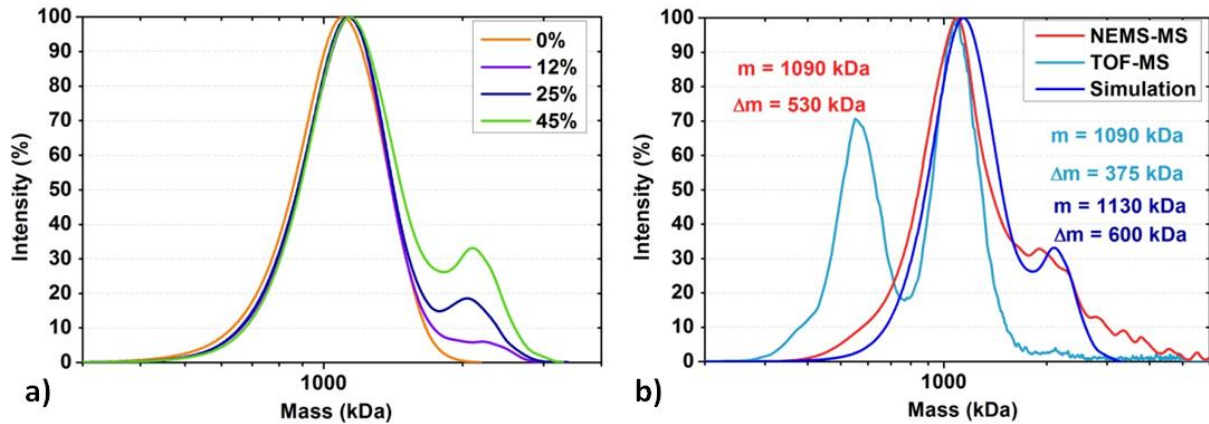 100
90
80
70
60
50
40
30
20
10
0
Intensity (%)
0%
12%
25%
45%
1000
Mass (kDa)
a)
100
90
80
70
60
50
40
30
20
10
0
Intensity (%)
NEMS-MS
TOF-MS
Simulation
m = 1090 kDa
Δm = 530 kDa
m = 1090 kDa
Δm = 375 kDa
m = 1130 kDa
Δm = 600 kDa
1000
Mass (kDa)
b)